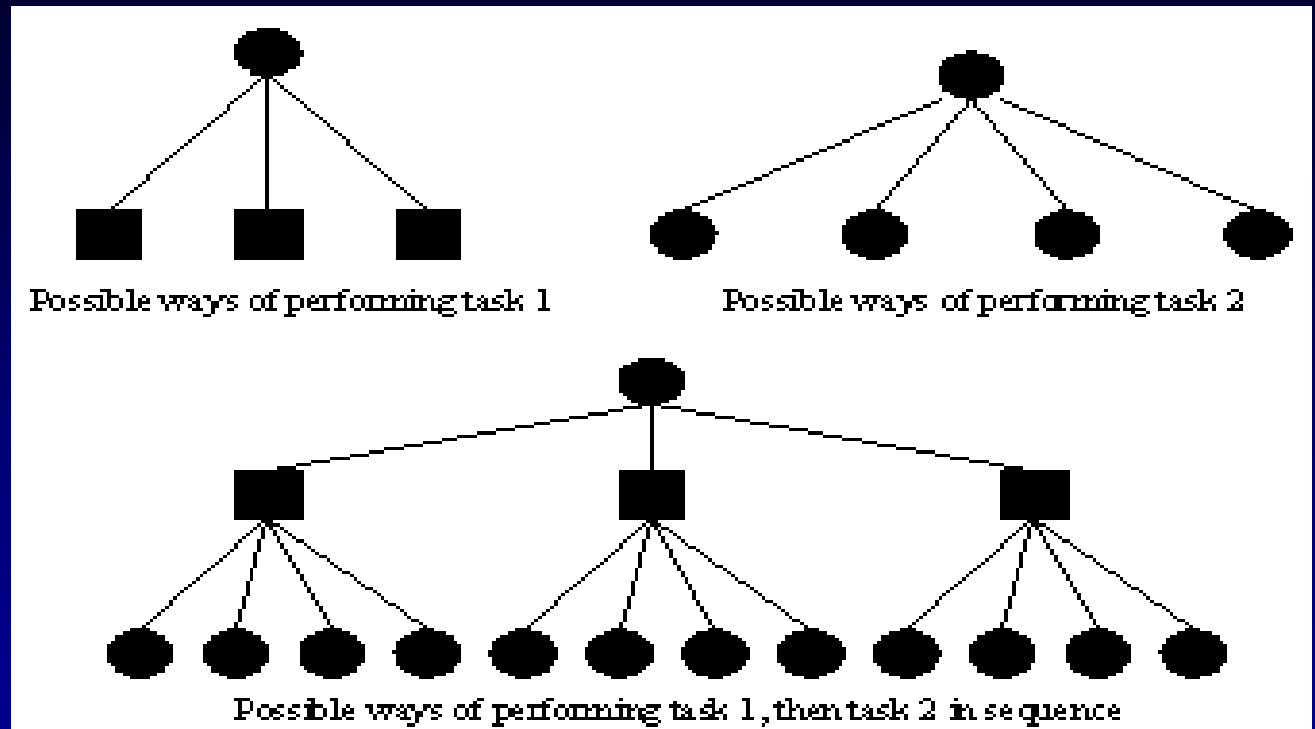 Possible ways of performing task 1
Possible ways of performing task 2
Possible ways of performing task 1, then task 2 in sequence